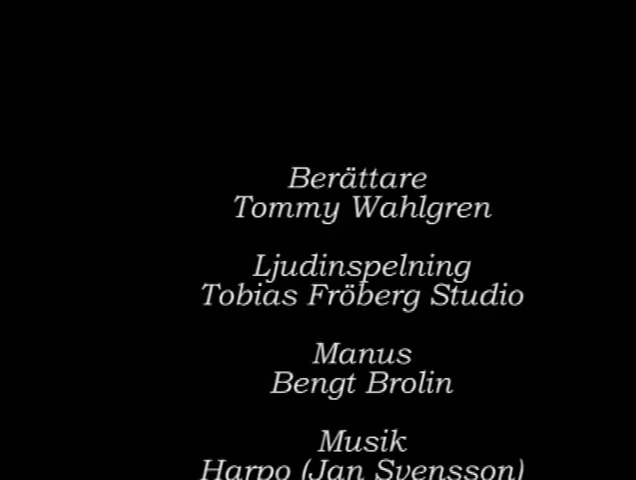 Berättare
Tommy Wahlgren
Ljudinspelning
Tobias Fröberg Studio
Manus
Bengt Brolin
Musik
Harpo (Jan Svensson)